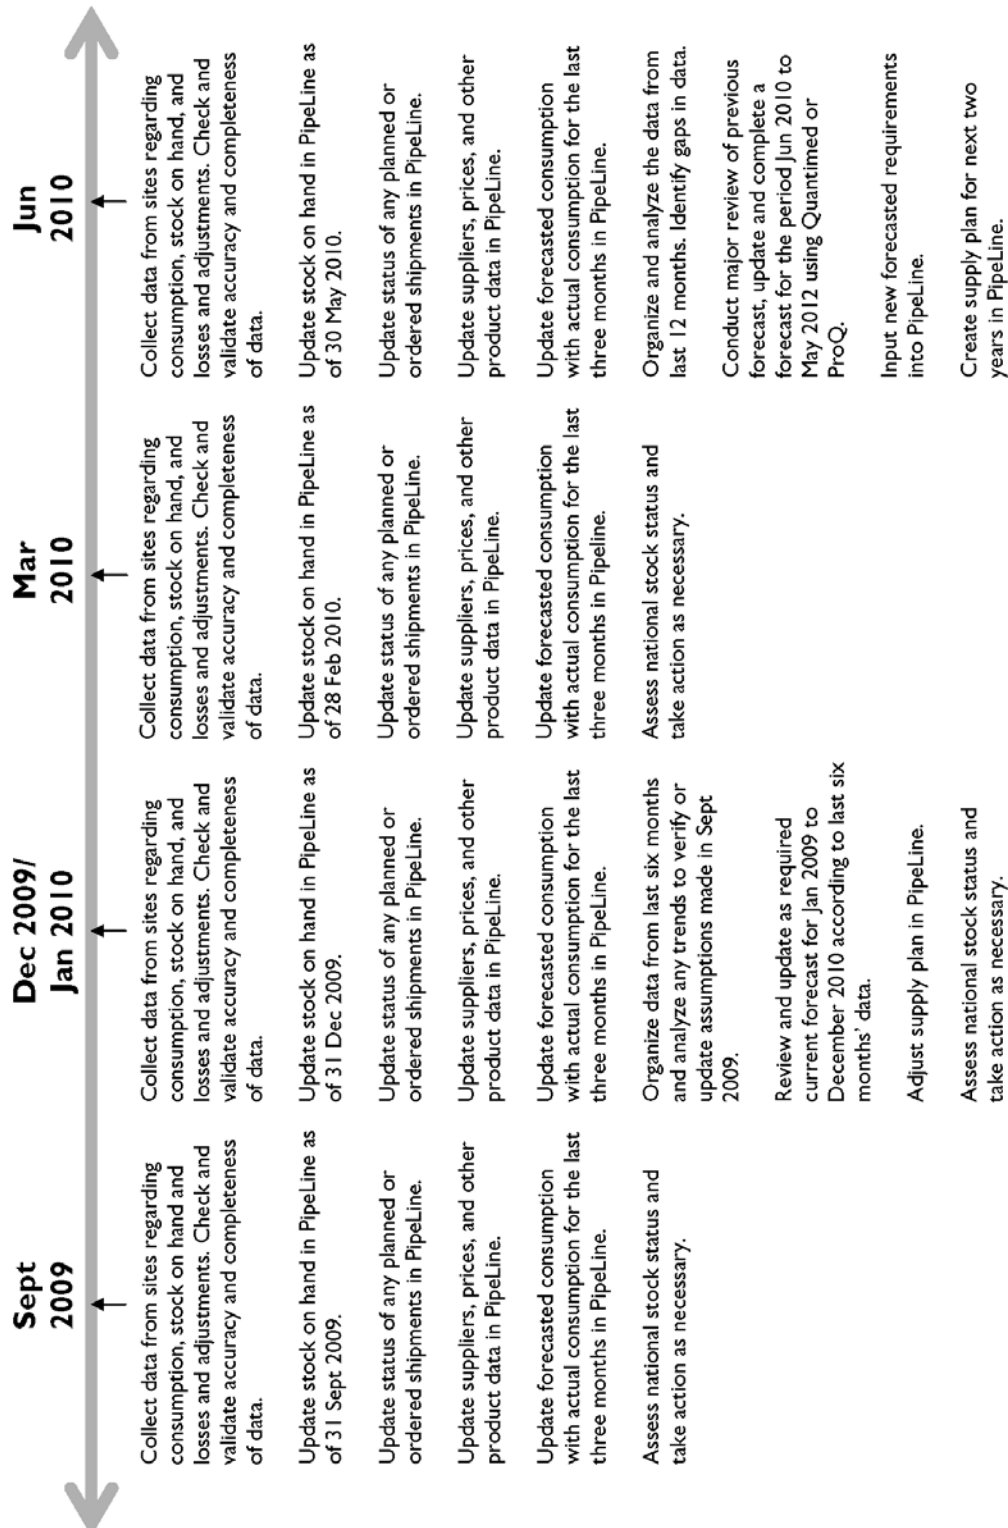 Sept
2009
Collect data from sites regarding
consumption, stock on hand and
losses and adjustments. Check and
validate accuracy and completeness
of data.
Update stock on hand in PipeLine as
of 31 Sept 2009.
Update status of any planned or
ordered shipments in PipeLine.
Update suppliers, prices, and other
product data in PipeLine.
Update forecasted consumption
with actual consumption for the last
three months in PipeLine.
Assess national stock status and
take action as necessary.
Dec 2009/
Jan 2010
Collect data from sites regarding
consumption, stock on hand, and
losses and adjustments. Check and
validate accuracy and completeness
of data.
Update stock on hand in PipeLine as
of 31 Dec 2009.
Update status of any planned or
ordered shipments in PipeLine.
Update suppliers, prices, and other
product data in PipeLine.
Update forecasted consumption
with actual consumption for the last
three months in PipeLine.
Organize data from last six months
and analyze any trends to verify or
update assumptions made in Sept
2009.
Review and update as required
current forecast for Jan 2009 to
December 2010 according to last six
months' data.
Adjust supply plan in PipeLine.
Assess national stock status and
take action as necessary.
Mar
2010
Collect data from sites regarding
consumption, stock on hand, and
losses and adjustments. Check and
validate accuracy and completeness
of data.
Update stock on hand in PipeLine as
of 28 Feb 2010.
Update status of any planned or
ordered shipments in PipeLine.
Update suppliers, prices, and other
product data in PipeLine.
Update forecasted consumption
with actual consumption for the last
three months in Pipeline.
Assess national stock status and
take action as necessary.
Jun
2010
Collect data from sites regarding
consumption, stock on hand, and
losses and adjustments. Check and
validate accuracy and completeness
of data.
Update stock on hand in PipeLine as
of 30 May 2010.
Update status of any planned or
ordered shipments in PipeLine.
Update suppliers, prices, and other
product data in PipeLine.
Update forecasted consumption
with actual consumption for the last
three months in PipeLine.
Organize and analyze the data from
last 12 months. Identify gaps in data.
Conduct major review of previous
forecast, update and complete a
forecast for the period Jun 2010 to
May 2012 using Quantimed or
ProQ.
Input new forecasted requirements
into PipeLine.
Create supply plan for next two
years in PipeLine.